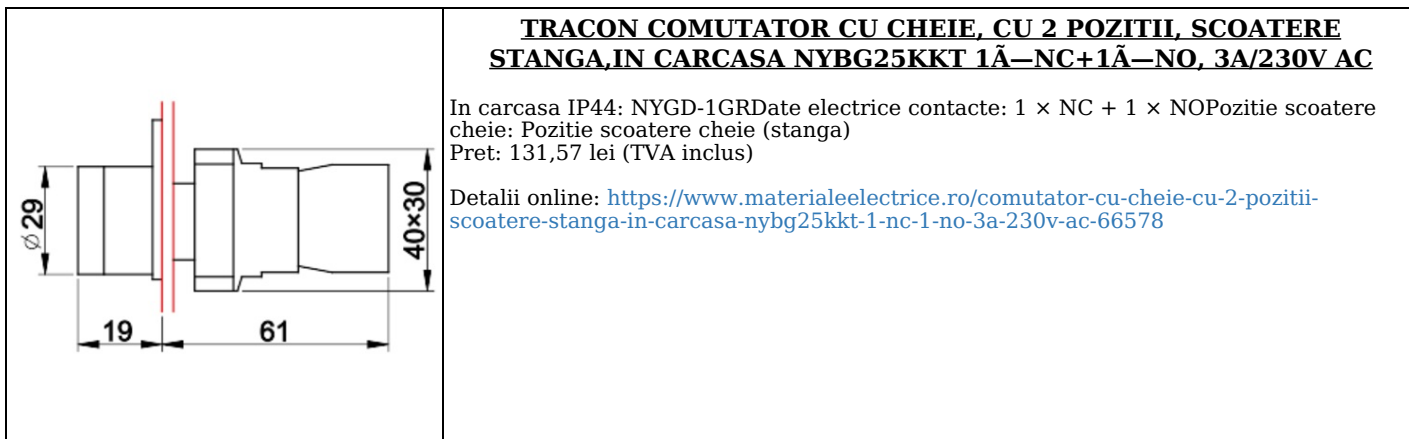 TRACON COMUTATOR CU CHEIE, CU 2 POZITII, SCOATERE
STANGA,IN CARCASA NYBG25KKT 1Ã—NC+1Ã—NO, 3A/230V AC
In carcasa IP44: NYGD-1GRDate electrice contacte: 1 × NC + 1 × NOPozitie scoatere
cheie: Pozitie scoatere cheie (stanga)
Pret: 131,57 lei (TVA inclus)
Detalii online: https://www.materialeelectrice.ro/comutator-cu-cheie-cu-2-pozitii-
scoatere-stanga-in-carcasa-nybg25kkt-1-nc-1-no-3a-230v-ac-66578
Ø29
40×30
19
61